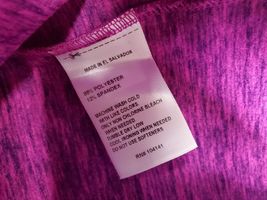 MADE IN EL SALVADOR
88% POLYESTER
12% SPANDEX
MACHINE WASH COLD
WITH LIKE COLORS
ONLY NON CHLORINE BLEACH
WHEN NEEDED
TUMBLE DRY LOW
COOL IRONING WHEN NEEDED
DO NOT USE SOFTENERS
RN# 104141